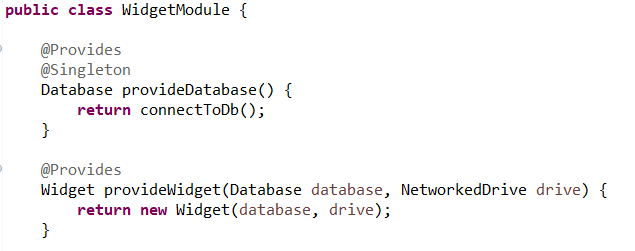 public class WidgetModule {
@Provides
@Singleton
Database provideDatabase() {
return connectToDb();
}
@Provides
Widget provideWidget(Database database, NetworkedDrive drive) {
return new Widget(database, drive);
}